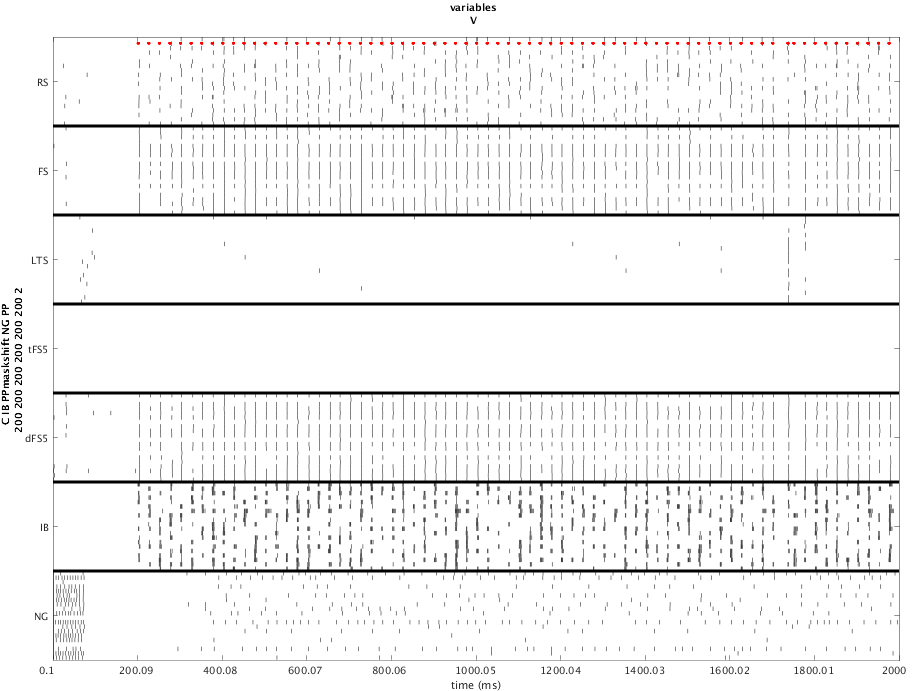 variables
V
RS
FS
LTS
tFS5
dFS5
IB
NG
C IB PPmaskshift NG PP
200 200 200 200 200 200 2
0.1 200.09 400.08 600.07 800.06 1000.05 1200.04 1400.03 1600.02 1800.01 2000
time (ms)